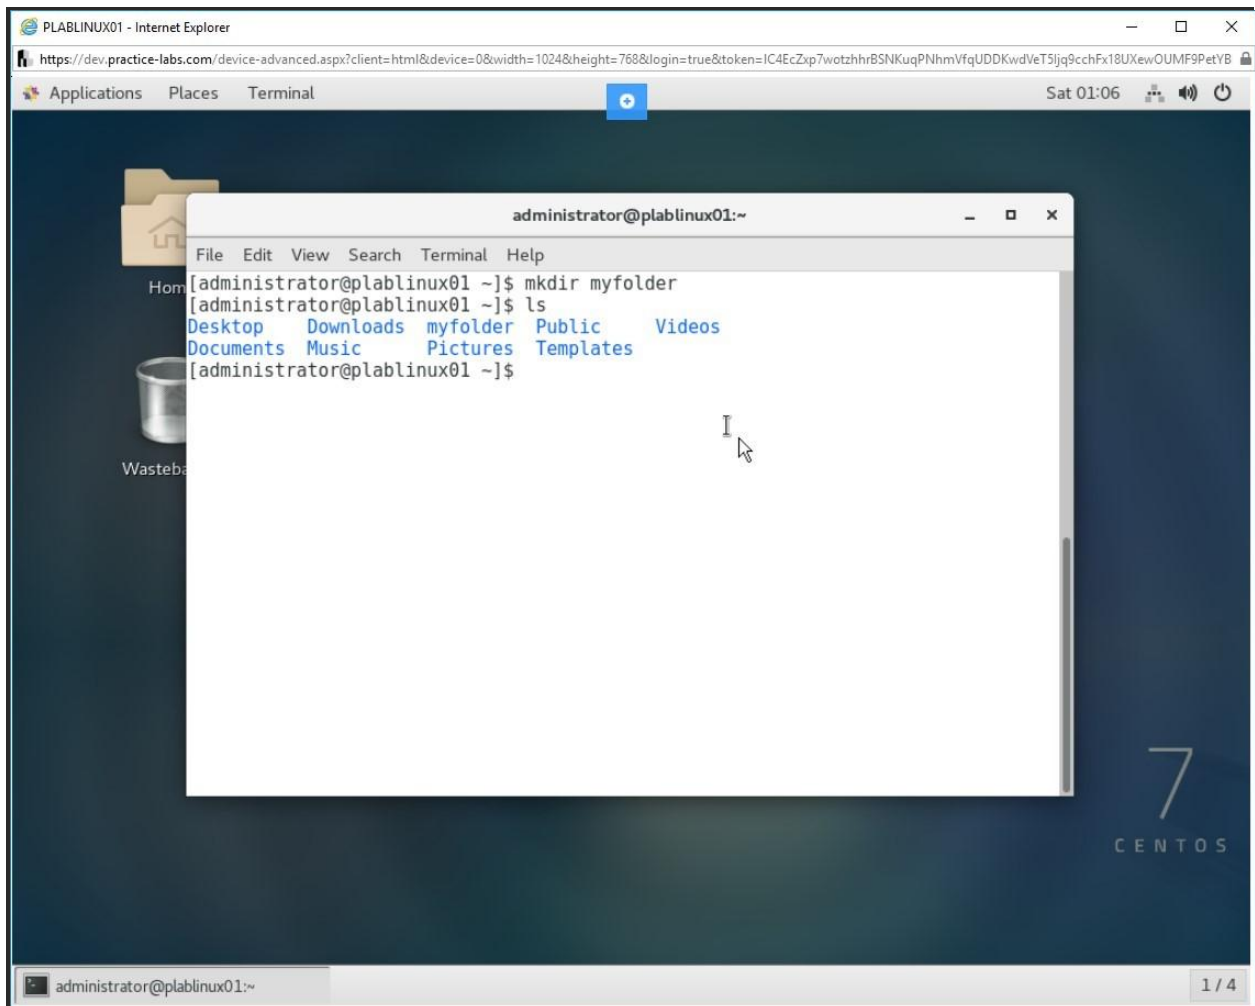 PLABLINUX01 - Internet Explorer
https://dev.practice-labs.com/device-advanced.aspx?client=html&device=0&width=1024&height=768&login=true&token=
Applications Places Terminal Sat 01:06
administrator@plablinux01:~
File Edit View Search Terminal Help
Home
[administrator@plablinux01 ~]$ mkdir myfolder
[administrator@plablinux01 ~]$ ls
Desktop Downloads myfolder Public Videos
Documents Music Pictures Templates
[administrator@plablinux01 ~]$
Casteba
7
CENTOS
administrator@plablinux01:~
1 / 4